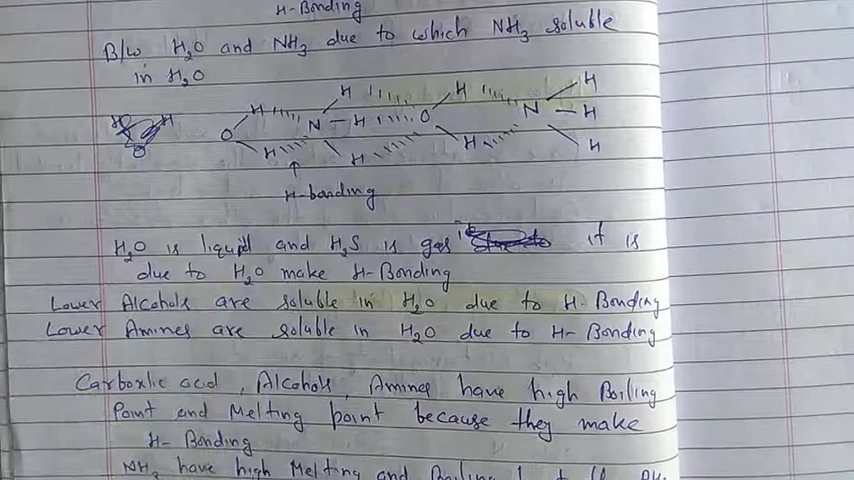 H-Bonding
B/w H₂O and NH₃ due to which NH₃ soluble
in H₂O
H H H H
O N - H O N - H
H H H H
H-bonding
H₂O is liquid and H₂S is gas it is
due to H₂O make H-Bonding
Lower Alcohols are soluble in H₂O due to H-Bonding
Lower Amines are soluble in H₂O due to H-Bonding
Carboxlic acid, Alcohols, Amines have high Boiling
Point and Melting point because they make
H-Bonding
NH₃ have high Melting and